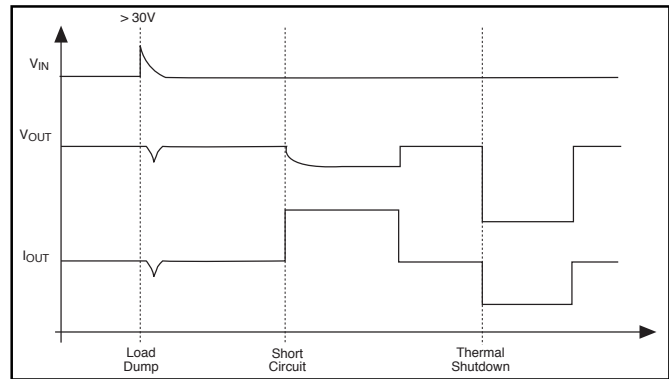 > 30V
VIN
VOUT
IOUT
Load
Dump
Short
Circuit
Thermal
Shutdown